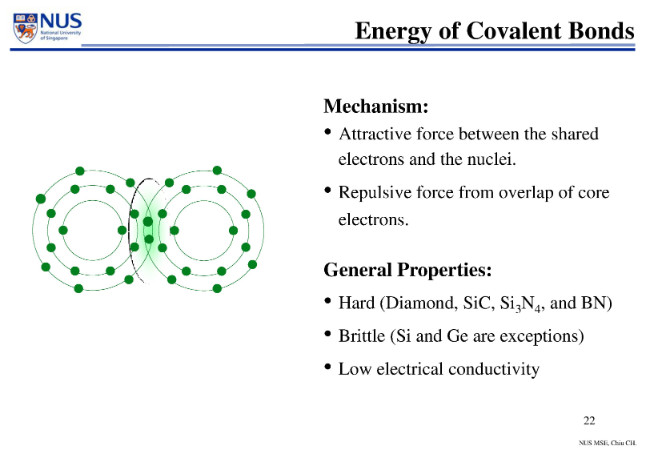 NUS
National University
of Singapore
Energy of Covalent Bonds
Mechanism:
• Attractive force between the shared
electrons and the nuclei.
• Repulsive force from overlap of core
electrons.
General Properties:
• Hard (Diamond, SiC, Si₃N₄, and BN)
• Brittle (Si and Ge are exceptions)
• Low electrical conductivity
22
NUS MSE, Chiu CH.